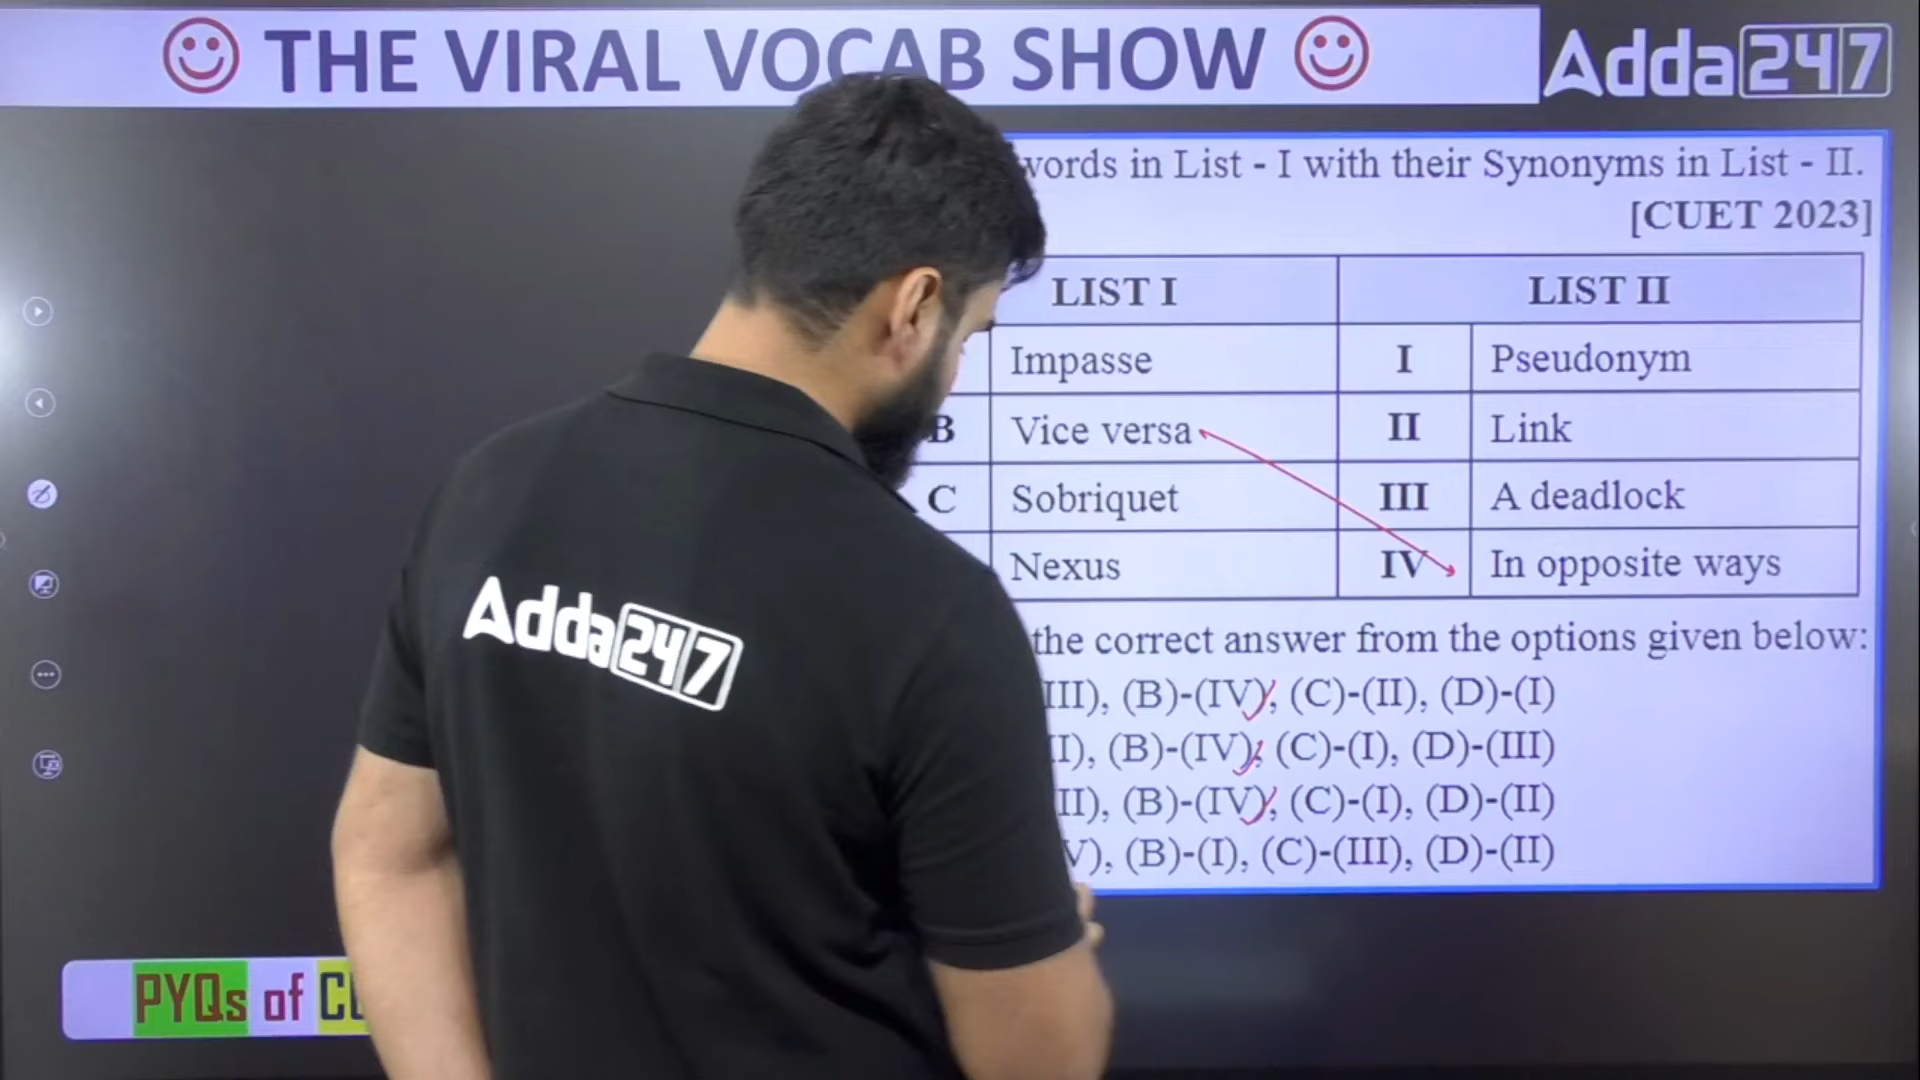 THE VIRAL VOCAB SHOW
Adda247
words in List - I with their Synonyms in List - II.
[CUET 2023]
LIST I LIST II
Impasse I Pseudonym
B Vice versa II Link
C Sobriquet III A deadlock
Nexus IV In opposite ways
the correct answer from the options given below:
III), (B)-(IV), (C)-(II), (D)-(I)
I), (B)-(IV), (C)-(I), (D)-(III)
II), (B)-(IV), (C)-(I), (D)-(II)
V), (B)-(I), (C)-(III), (D)-(II)
Adda247
PYQs of